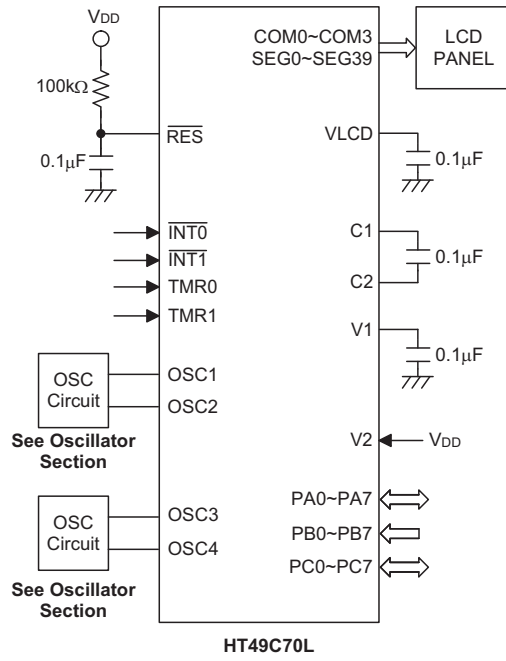 VDD
100kΩ
RES
0.1μF
INT0
INT1
TMR0
TMR1
OSC
Circuit
OSC1
OSC2
See Oscillator
Section
OSC
Circuit
OSC3
OSC4
See Oscillator
Section
COM0~COM3
SEG0~SEG39
LCD
PANEL
VLCD
0.1μF
C1
0.1μF
C2
V1
0.1μF
V2
VDD
PA0~PA7
PB0~PB7
PC0~PC7
HT49C70L